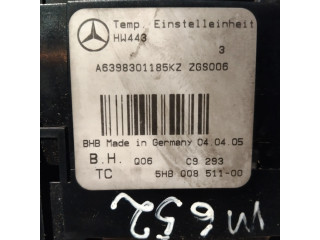 Temp. Einstelleinheit
HW443
3
A6398301185KZ ZGS006
BHB Made in Germany 04.04.05
B.H. Q06 C9 293
TC 5HB 008 511-00